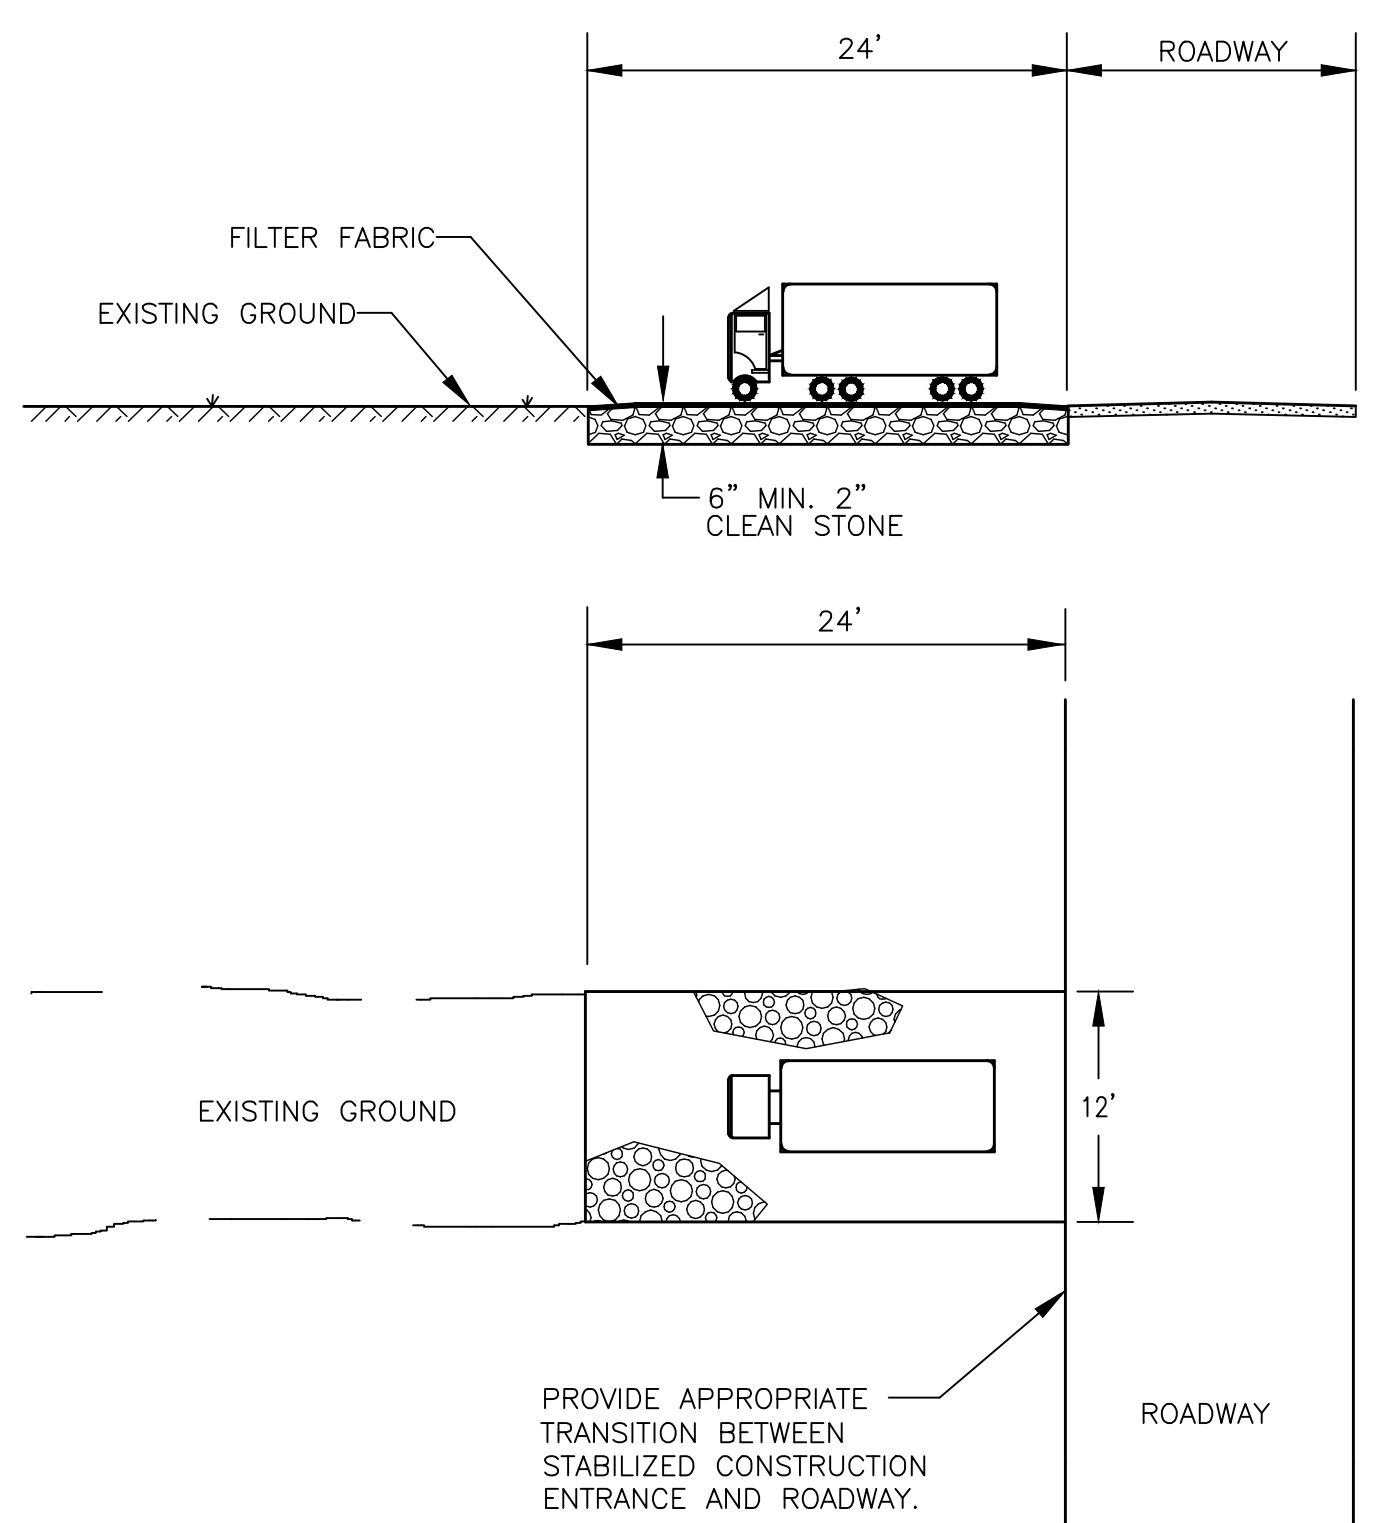 24'
ROADWAY
FILTER FABRIC
EXISTING GROUND
6” MIN. 2”
CLEAN STONE
24'
EXISTING GROUND
12'
PROVIDE APPROPRIATE
TRANSITION BETWEEN
STABILIZED CONSTRUCTION
ENTRANCE AND ROADWAY.
ROADWAY